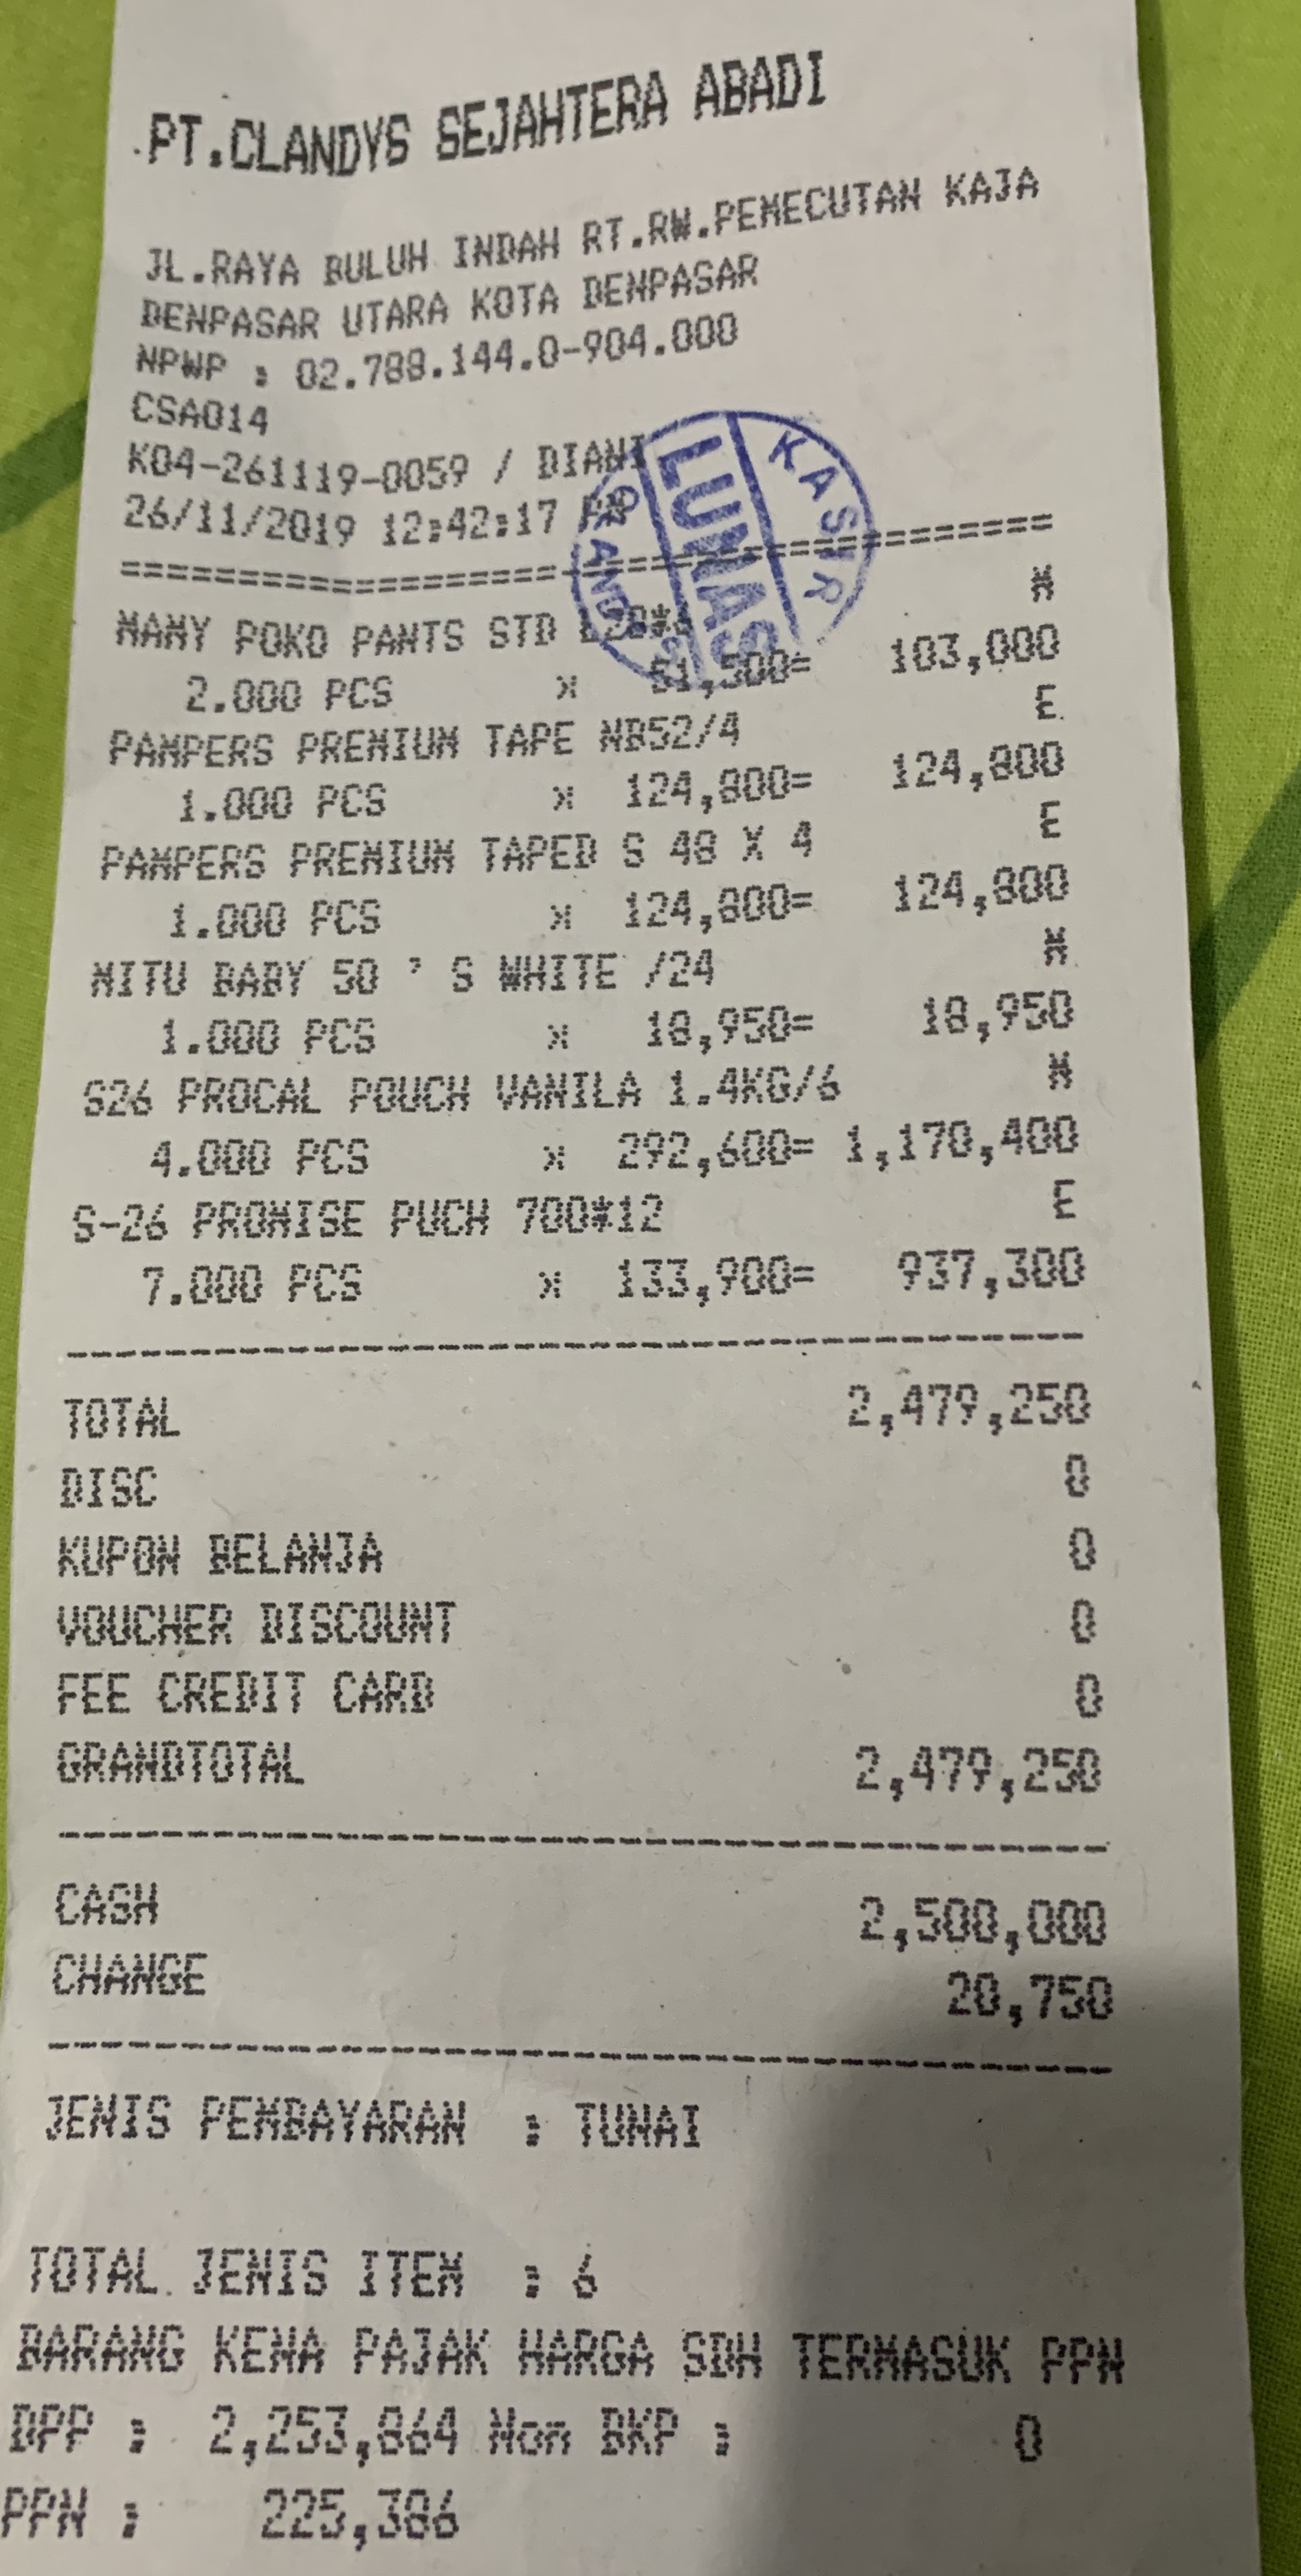 PT.CLANDYS SEJAHTERA ABADI
JL.RAYA BULUH INDAH RT.RW.PEMECUTAN KAJA
DENPASAR UTARA KOTA DENPASAR
NPWP : 02.788.144.0-904.000
CSA014
K04-261119-0059 / DIANI
26/11/2019 12:42:17 PM
KASIR
LUNAS
==========================================
MAMY POKO PANTS STD M
2.000 PCS x 51,500= 103,000
PAMPERS PREMIUM TAPE NB52/4 E
1.000 PCS x 124,800= 124,800
PAMPERS PREMIUM TAPED S 48 X 4 E
1.000 PCS x 124,800= 124,800
MITU BABY 50 ' S WHITE /24 M
1.000 PCS x 18,950= 18,950
S26 PROCAL POUCH VANILA 1.4KG/6 M
4.000 PCS x 292,600= 1,170,400
S-26 PROMISE PUCH 700*12 E
7.000 PCS x 133,900= 937,300
TOTAL 2,479,250
DISC 0
KUPON BELANJA 0
VOUCHER DISCOUNT 0
FEE CREDIT CARD 0
GRANDTOTAL 2,479,250
CASH 2,500,000
CHANGE 20,750
JENIS PEMBAYARAN : TUNAI
TOTAL JENIS ITEM : 6
BARANG KENA PAJAK HARGA SDH TERMASUK PPN
DPP : 2,253,864 Non BKP : 0
PPN : 225,386